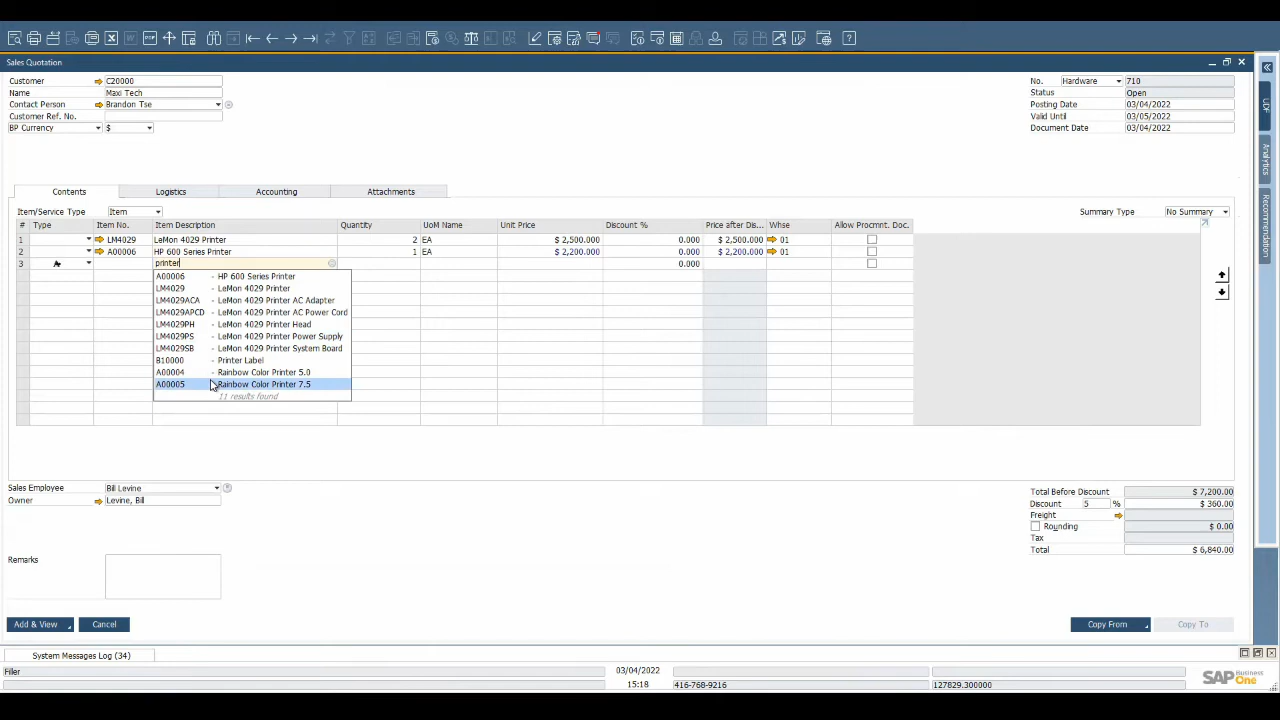 Sales Quotation
Customer C20000 No. Hardware 710
Name Maxi Tech Status Open
Contact Person Brandon Tse Posting Date 03/04/2022
Customer Ref. No. Valid Until 03/05/2022
BP Currency $ Document Date 03/04/2022
UDF
Analytics
Recommendation
Contents Logistics Accounting Attachments
Item/Service Type Item Summary Type No Summary
# Type Item No. Item Description Quantity UoM Name Unit Price Discount % Price after Dis... Whse Allow Procmnt. Doc.
1 LM4029 LeMon 4029 Printer 2 EA $ 2,500.000 0.000 $ 2,500.000 01
2 A00006 HP 600 Series Printer 1 EA $ 2,200.000 0.000 $ 2,200.000 01
3 printer 0.000
A00006 - HP 600 Series Printer
LM4029 - LeMon 4029 Printer
LM4029ACA - LeMon 4029 Printer AC Adapter
LM4029APCD - LeMon 4029 Printer AC Power Cord
LM4029PH - LeMon 4029 Printer Head
LM4029PS - LeMon 4029 Printer Power Supply
LM4029SB - LeMon 4029 Printer System Board
B10000 - Printer Label
A00004 - Rainbow Color Printer 5.0
A00005 Rainbow Color Printer 7.5
11 results found
Sales Employee Bill Levine
Owner Levine, Bill
Total Before Discount $ 7,200.00
Discount 5 % $ 360.00
Freight
Rounding $ 0.00
Tax
Total $ 6,840.00
Remarks
Add & View Cancel Copy From Copy To
System Messages Log (34)
Filler 03/04/2022
15:18 416-768-9216 127829.300000
SAP Business One